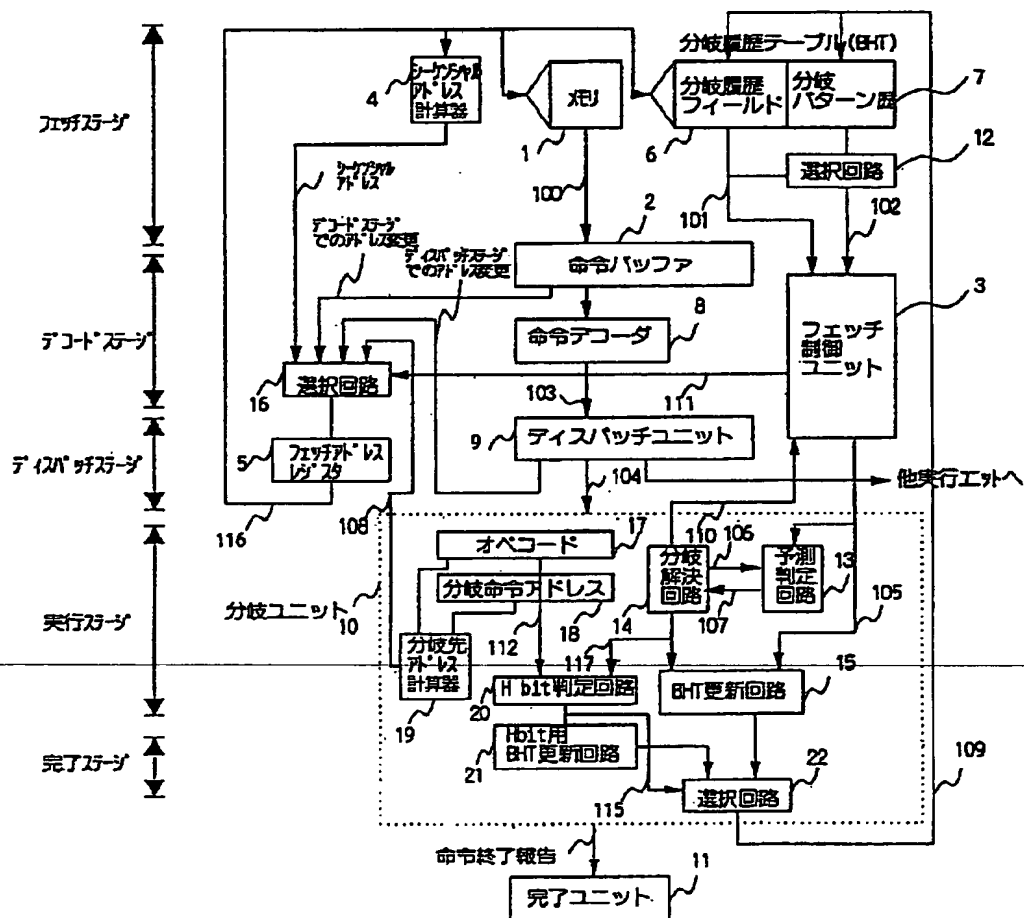 分岐履歴テーブル(BHT)
シーケンシャル
アドレス
計算器
4
メモリ
1
分岐履歴
フィールド
6
分岐
パターン歴
7
フェッチステージ
選択回路
12
シーケンシャル
アドレス
100
101
102
デコードステージ
でのアドレス変更
ディスパッチステージ
でのアドレス変更
2
命令バッファ
フェッチ
制御
ユニット
3
デコードステージ
命令デコーダ
8
選択回路
16
103
111
ディスパッチステージ
フェッチアドレス
レジスタ
5
9
ディスパッチユニット
104
他実行エットへ
116
108
110
106
オペコード
17
分岐
解決
回路
14
予測
判定
回路
13
107
105
実行ステージ
分岐ユニット
10
分岐命令アドレス
18
112
117
分岐先
アドレス
計算器
19
H bit判定回路
20
BHT更新回路
15
完了ステージ
Hbit用
BHT更新回路
21
115
選択回路
22
109
命令終了報告
完了ユニット
11